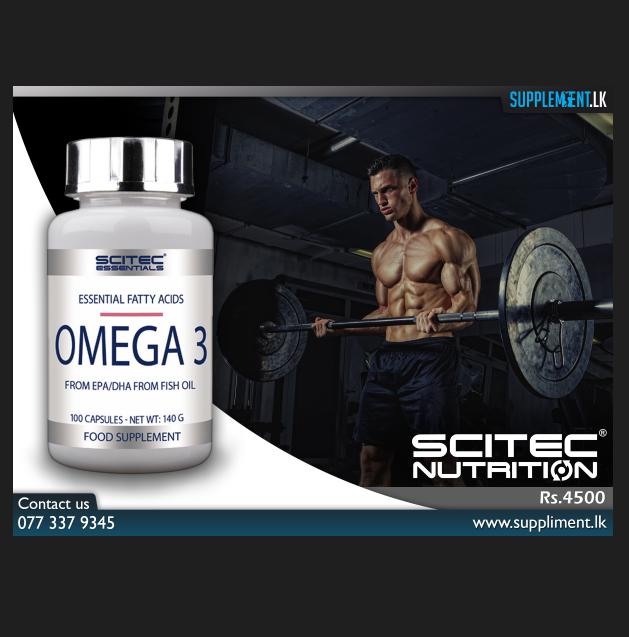 SUPPLEMENT.LK
SCITEC®
ESSENTIALS
ESSENTIAL FATTY ACIDS
OMEGA 3
FROM EPA/DHA FROM FISH OIL
100 CAPSULES - NET WT: 140 G
FOOD SUPPLEMENT
SCITEC®
NUTRITION
Rs.4500
Contact us
077 337 9345
www.suppliment.lk